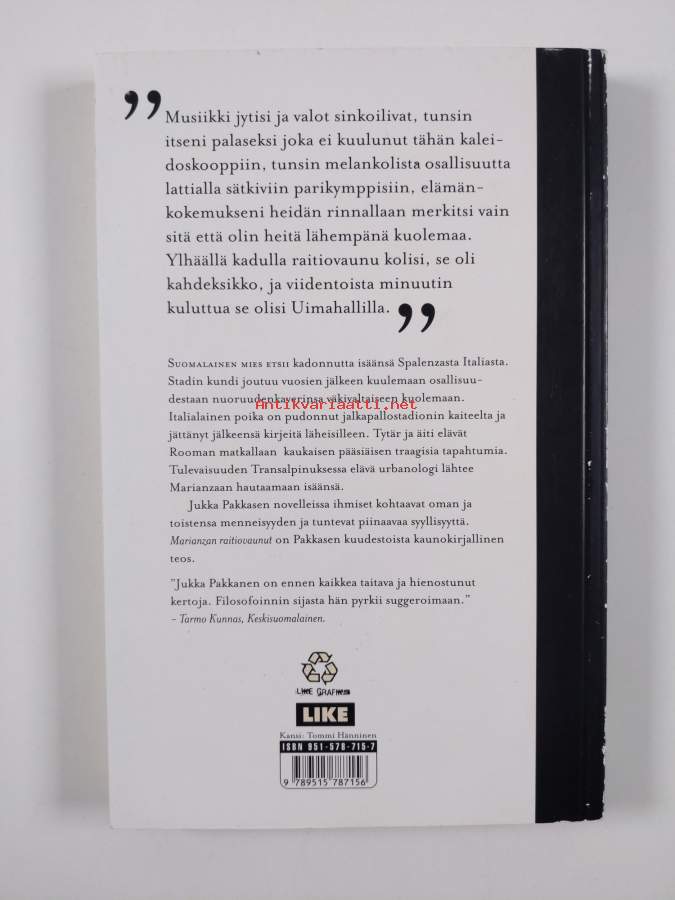 ”
Musiikki jytisi ja valot sinkoilivat, tunsin
itseni palaseksi joka ei kuulunut tähän kalei-
doskooppiin, tunsin melankolista osallisuutta
lattialla sätkiviin parikymppisiin, elämän-
kokemukseni heidän rinnallaan merkitsi vain
sitä että olin heitä lähempänä kuolemaa.
Ylhäällä kadulla raitiovaunu kolisi, se oli
kahdeksikko, ja viidentoista minuutin
kuluttua se olisi Uimahallilla. ”
SUOMALAINEN MIES ETSII kadonnutta isäänsä Spalenzasta Italiasta.
Stadin kundi joutuu vuosien jälkeen kuulemaan osallisuu-
destaan nuoruudenkaverinsa väkivaltaiseen kuolemaan.
Antikvariaatti.net
Italialainen poika on pudonnut jalkapallostadionin kaiteelta ja
jättänyt jälkeensä kirjeitä läheisilleen. Tytär ja äiti elävät
Rooman matkallaan kaukaisen pääsiäisen traagisia tapahtumia.
Tulevaisuuden Transalpinuksessa elävä urbanologi lähtee
Marianzaan hautaamaan isäänsä.
Jukka Pakkasen novelleissa ihmiset kohtaavat oman ja
toistensa menneisyyden ja tuntevat piinaavaa syyllisyyttä.
Marianzan raitiovaunut on Pakkasen kuudestoista kaunokirjallinen
teos.
”Jukka Pakkanen on ennen kaikkea taitava ja hienostunut
kertoja. Filosofoinnin sijasta hän pyrkii suggeroimaan.”
– Tarmo Kunnas, Keskisuomalainen.
LIKE GRAFIIKKA
LIKE
Kansi: Tommi Hänninen
ISBN 951-578-715-7
9 789515 787156